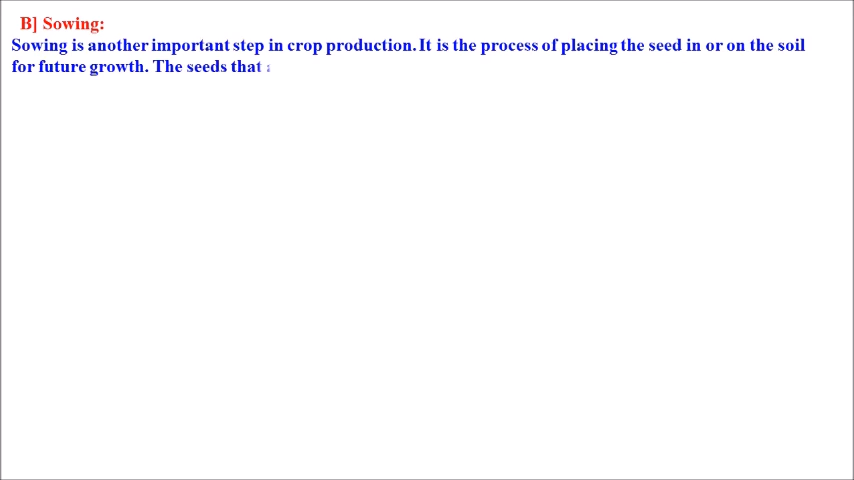 B] Sowing:
Sowing is another important step in crop production. It is the process of placing the seed in or on the soil
for future growth. The seeds that